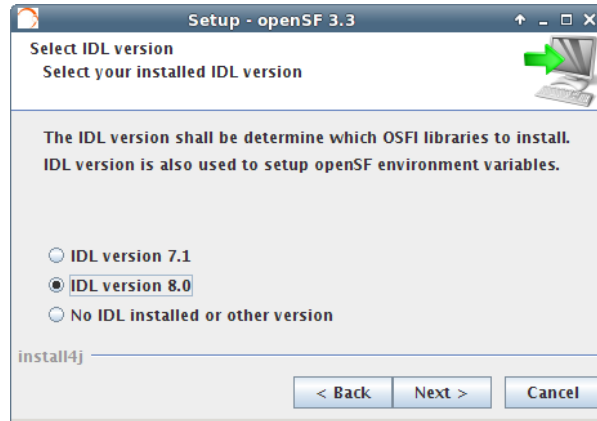 Setup - openSF 3.3
Select IDL version
Select your installed IDL version
The IDL version shall be determine which OSFI libraries to install.
IDL version is also used to setup openSF environment variables.
IDL version 7.1
IDL version 8.0
No IDL installed or other version
install4j
< Back Next > Cancel